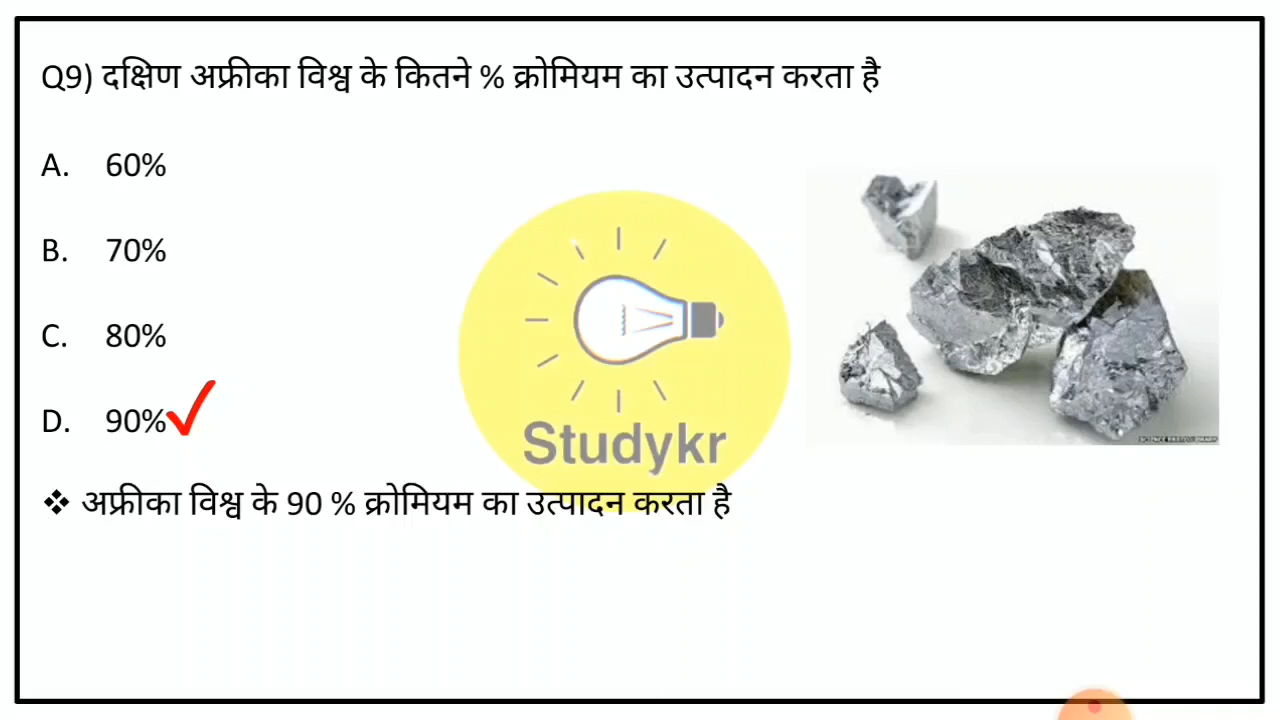 Q9) दक्षिण अफ्रीका विश्व के कितने % क्रोमियम का उत्पादन करता है
A. 60%
B. 70%
C. 80%
D. 90%
Studykr
❖ अफ्रीका विश्व के 90 % क्रोमियम का उत्पादन करता है